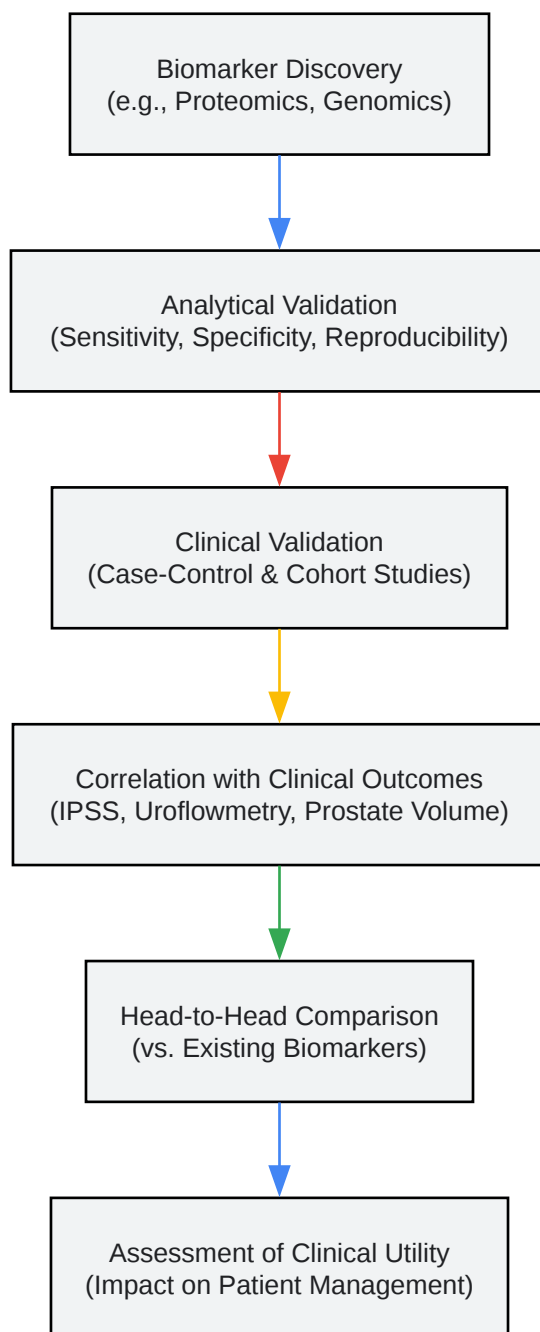 Biomarker Discovery
(e.g., Proteomics, Genomics)
Analytical Validation
(Sensitivity, Specificity, Reproducibility)
Clinical Validation
(Case-Control & Cohort Studies)
Correlation with Clinical Outcomes
(IPSS, Uroflowmetry, Prostate Volume)
Head-to-Head Comparison
(vs. Existing Biomarkers)
Assessment of Clinical Utility
(Impact on Patient Management)